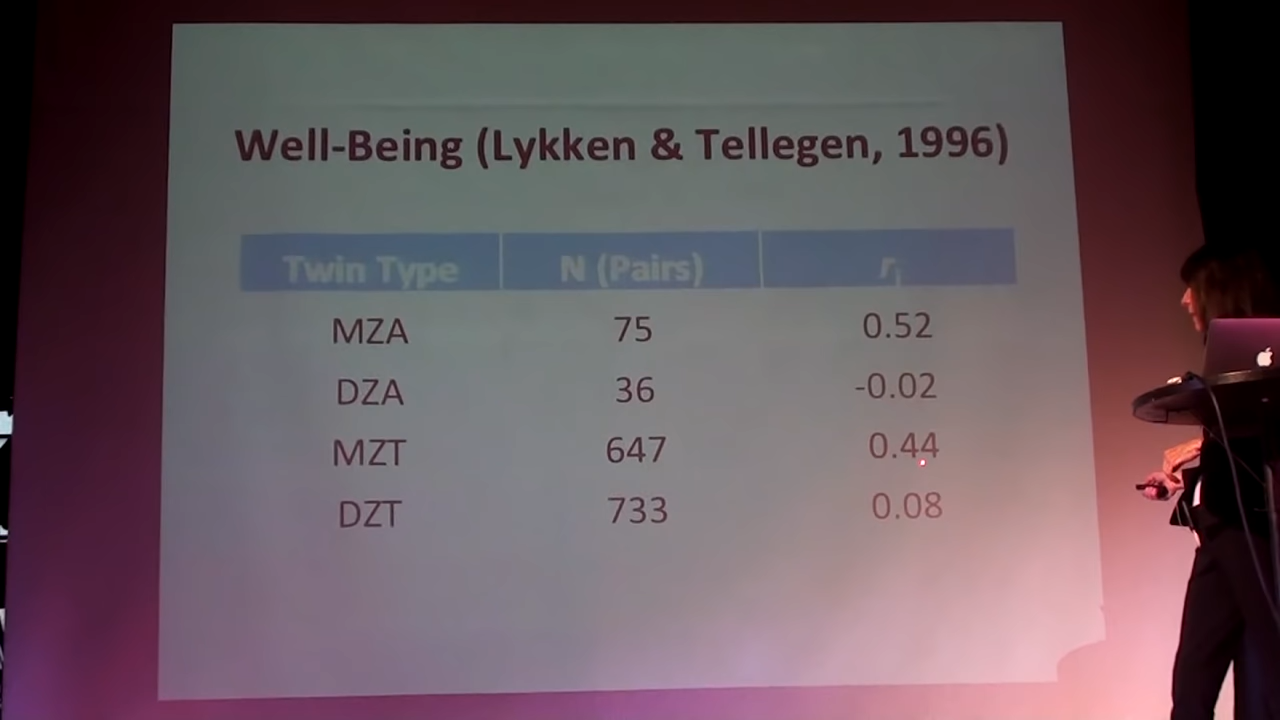 Well-Being (Lykken & Tellegen, 1996)
Twin Type N (Pairs) ri
MZA 75 0.52
DZA 36 -0.02
MZT 647 0.44
DZT 733 0.08